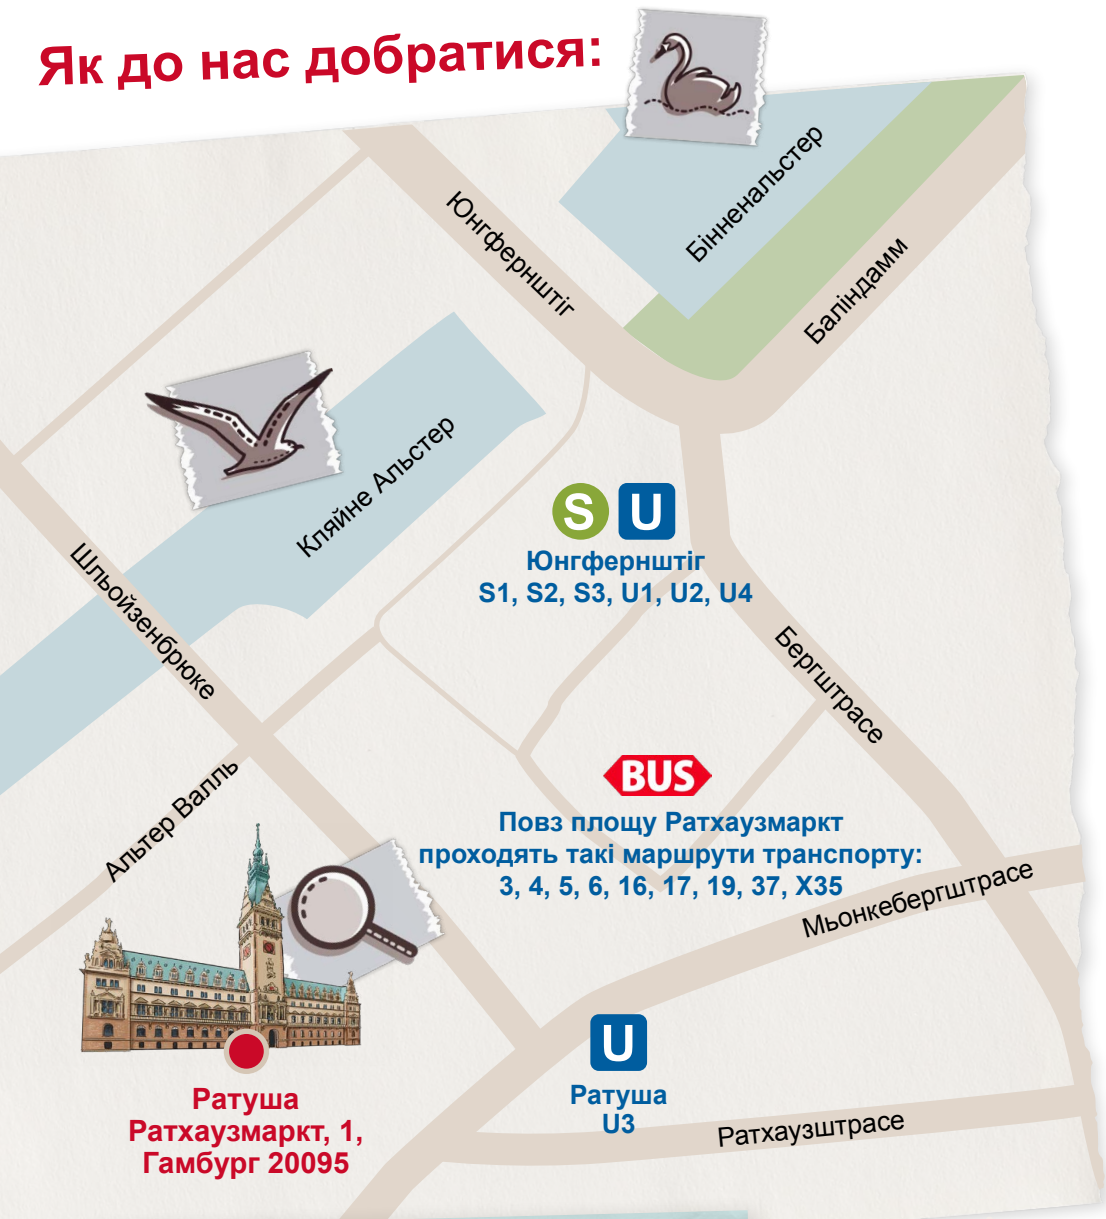 Як до нас добратися:
Бінненальстер
Юнгфернштіг
Баліндамм
Кляйне Альстер
S U
Юнгфернштіг
S1, S2, S3, U1, U2, U4
Шльойзенбрюке
Бергштрасе
Альтер Валль
BUS
Повз площу Ратхаузмаркт
проходять такі маршрути транспорту:
3, 4, 5, 6, 16, 17, 19, 37, X35
Мьонкебергштрасе
U
Ратуша
U3
Ратуша
Ратхаузмаркт, 1,
Гамбург 20095
Ратхаузштрасе